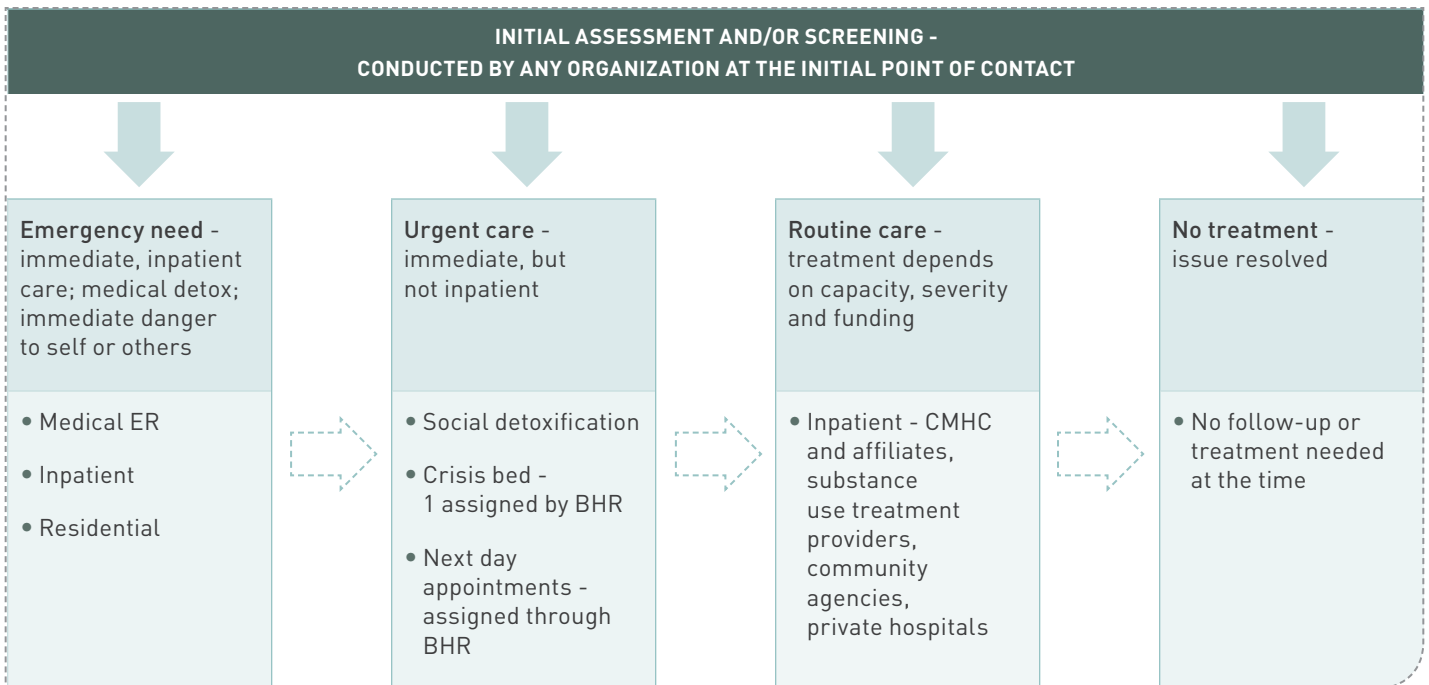 INITIAL ASSESSMENT AND/OR SCREENING -
CONDUCTED BY ANY ORGANIZATION AT THE INITIAL POINT OF CONTACT
Emergency need -
immediate, inpatient
care; medical detox;
immediate danger
to self or others
• Medical ER
• Inpatient
• Residential
Urgent care -
immediate, but
not inpatient
• Social detoxification
• Crisis bed -
1 assigned by BHR
• Next day
appointments -
assigned through
BHR
Routine care -
treatment depends
on capacity, severity
and funding
• Inpatient - CMHC
and affiliates,
substance
use treatment
providers,
community
agencies,
private hospitals
No treatment -
issue resolved
• No follow-up or
treatment needed
at the time